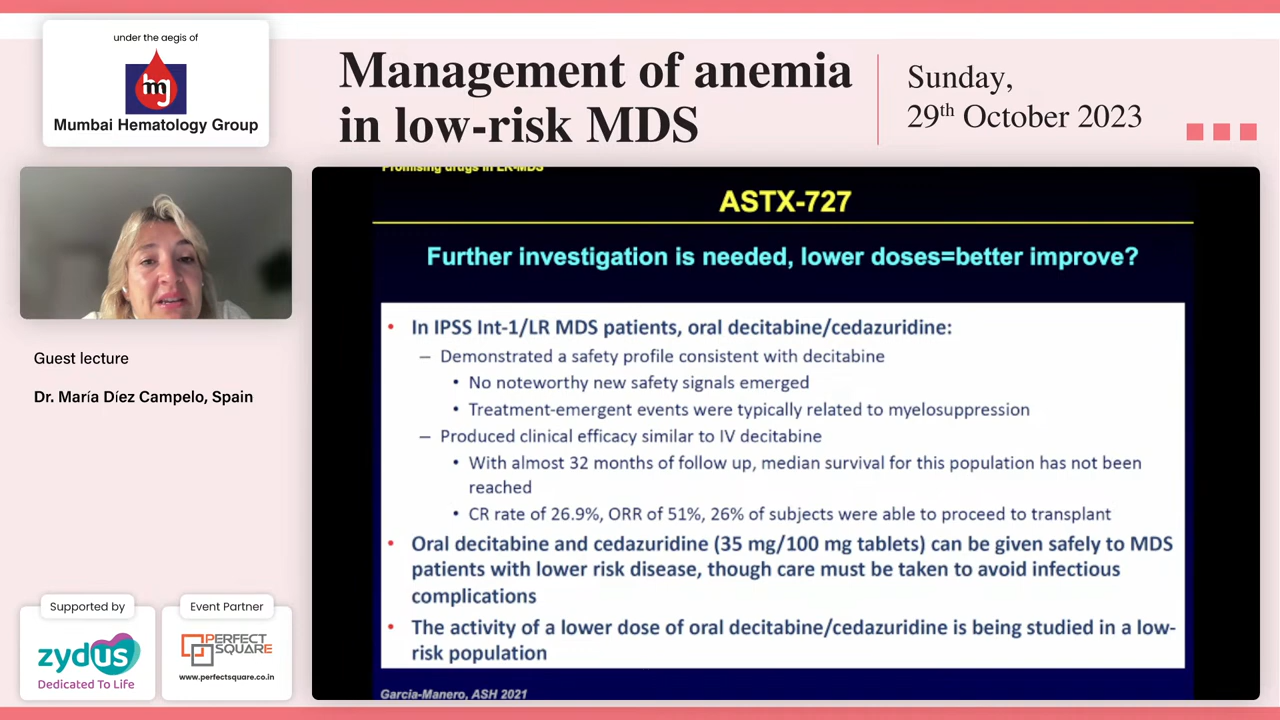 under the aegis of
hg
Mumbai Hematology Group
Management of anemia
in low-risk MDS
Sunday,
29th October 2023
Guest lecture
Dr. María Díez Campelo, Spain
Supported by
zydus
Dedicated To Life
Event Partner
PERFECT
SQUARE
www.perfectsquare.co.in
Promising drugs in LR-MDS
ASTX-727
Further investigation is needed, lower doses=better improve?
• In IPSS Int-1/LR MDS patients, oral decitabine/cedazuridine:
– Demonstrated a safety profile consistent with decitabine
• No noteworthy new safety signals emerged
• Treatment-emergent events were typically related to myelosuppression
– Produced clinical efficacy similar to IV decitabine
• With almost 32 months of follow up, median survival for this population has not been
reached
• CR rate of 26.9%, ORR of 51%, 26% of subjects were able to proceed to transplant
• Oral decitabine and cedazuridine (35 mg/100 mg tablets) can be given safely to MDS
patients with lower risk disease, though care must be taken to avoid infectious
complications
• The activity of a lower dose of oral decitabine/cedazuridine is being studied in a low-
risk population
Garcia-Manero, ASH 2021